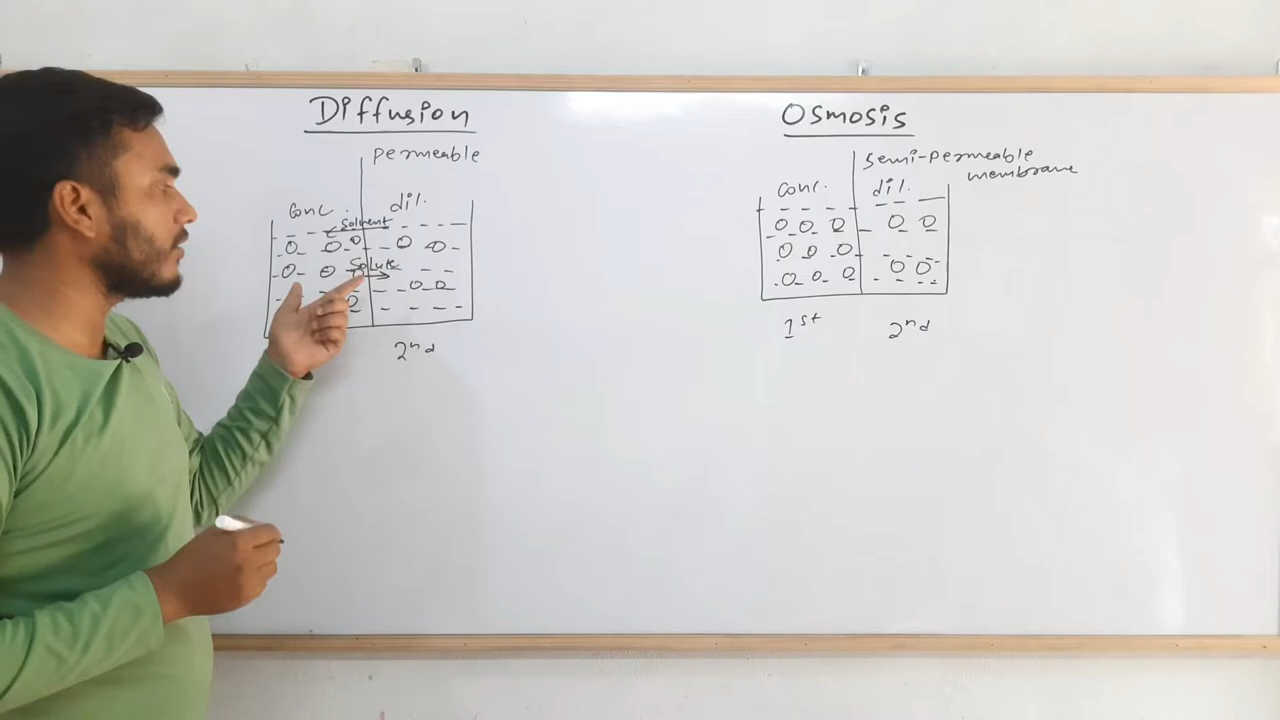 Diffusion
permeable
Conc. dil.
Solvent
Solute
2nd
Osmosis
Semi-permeable
membrane
Conc. dil.
1st 2nd